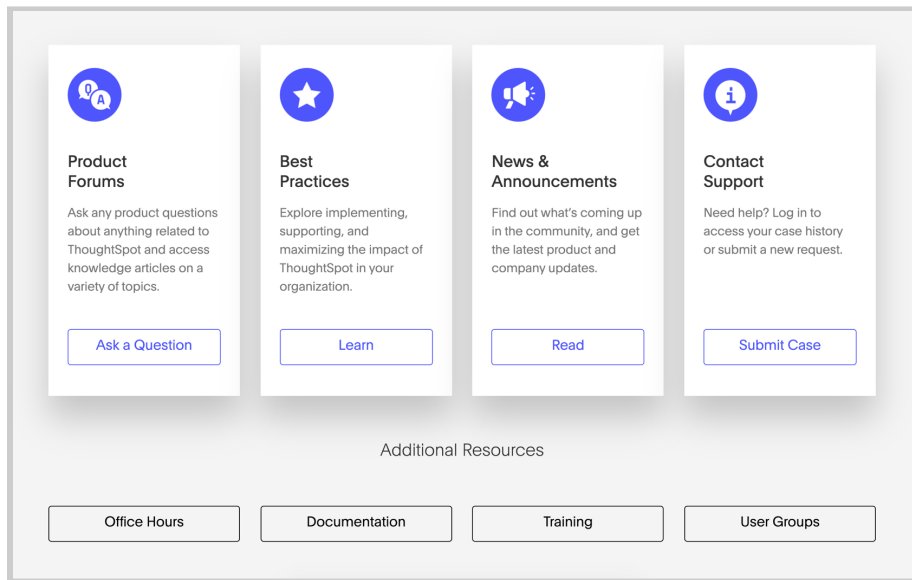 Q
A
i
Product
Forums
Ask any product questions
about anything related to
ThoughtSpot and access
knowledge articles on a
variety of topics.
Ask a Question
Best
Practices
Explore implementing,
supporting, and
maximizing the impact of
ThoughtSpot in your
organization.
Learn
News &
Announcements
Find out what’s coming up
in the community, and get
the latest product and
company updates.
Read
Contact
Support
Need help? Log in to
access your case history
or submit a new request.
Submit Case
Additional Resources
Office Hours
Documentation
Training
User Groups